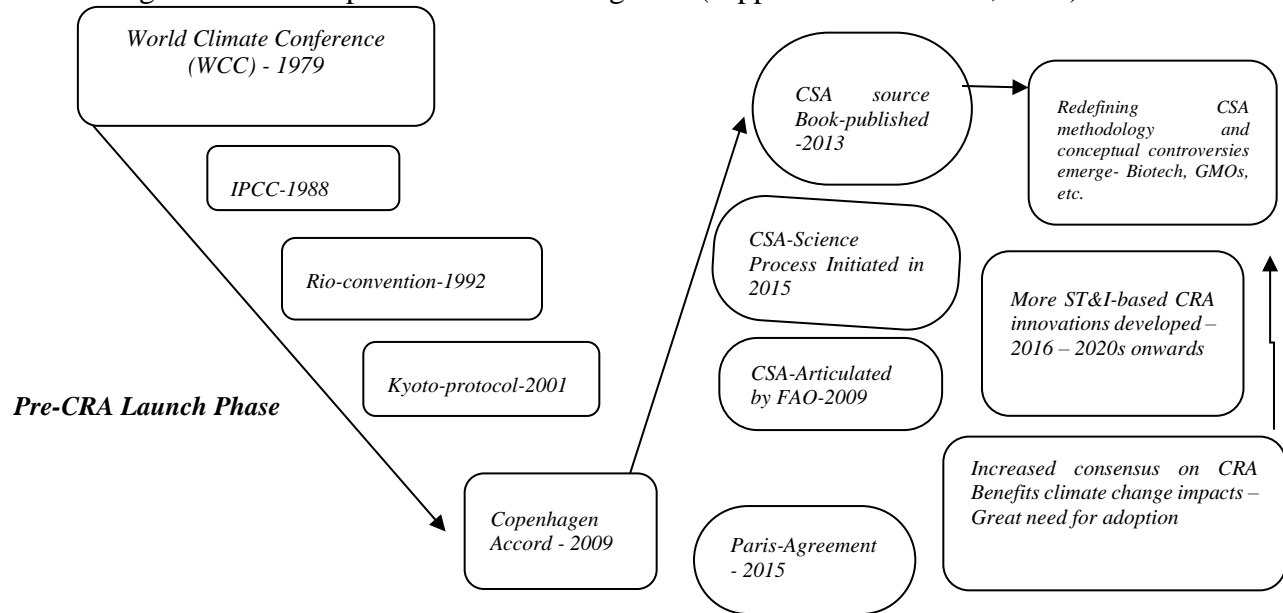 World Climate Conference
(WCC) - 1979
IPCC-1988
Rio-convention-1992
Kyoto-protocol-2001
Pre-CRA Launch Phase
Copenhagen
Accord - 2009
CSA source
Book-published
-2013
CSA-Science
Process Initiated in
2015
CSA-Articulated
by FAO-2009
Paris-Agreement
- 2015
Redefining CSA
methodology and
conceptual controversies
emerge- Biotech, GMOs,
etc.
More ST&I-based CRA
innovations developed –
2016 – 2020s onwards
Increased consensus on CRA
Benefits climate change impacts –
Great need for adoption